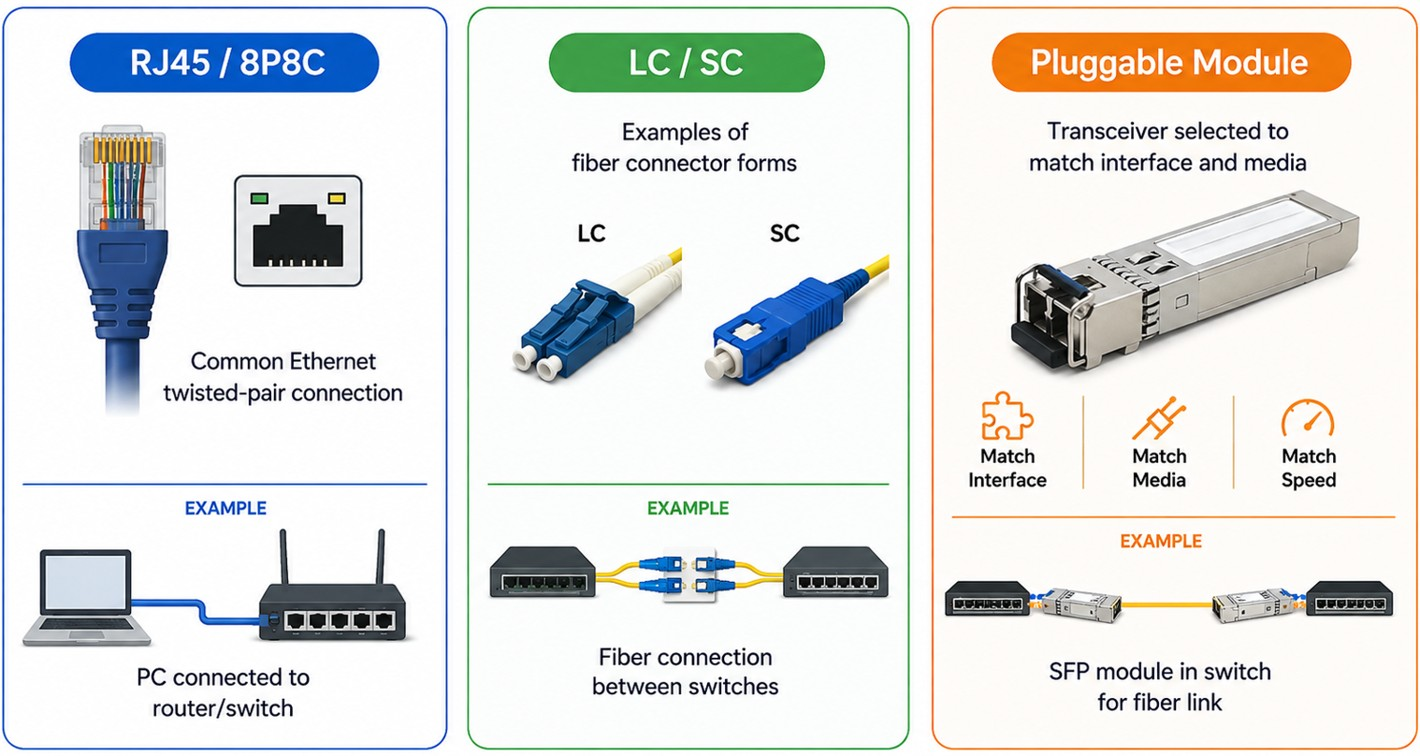 RJ45 / 8P8C
Common Ethernet
twisted-pair connection
EXAMPLE
PC connected to
router/switch
LC / SC
Examples of
fiber connector forms
LC
SC
EXAMPLE
Fiber connection
between switches
Pluggable Module
Transceiver selected to
match interface and media
Match
Interface
Match
Media
Match
Speed
EXAMPLE
SFP module in switch
for fiber link